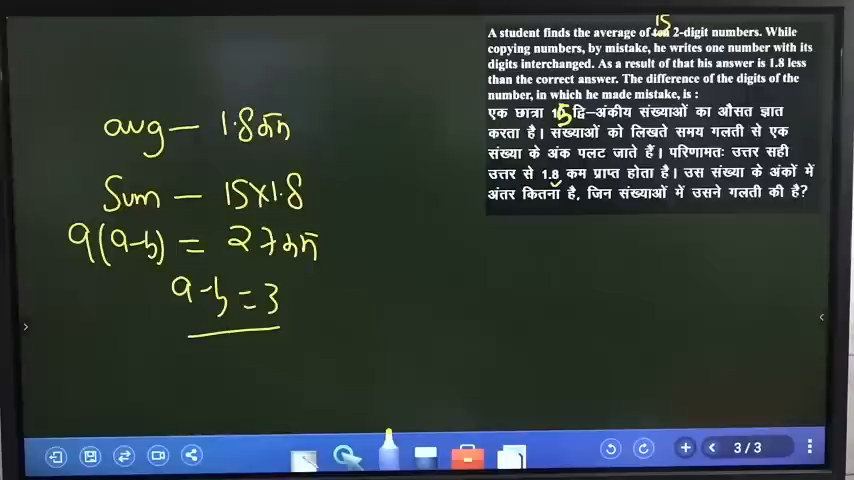 15
A student finds the average of ten 2-digit numbers. While
copying numbers, by mistake, he writes one number with its
digits interchanged. As a result of that his answer is 1.8 less
than the correct answer. The difference of the digits of the
number, in which he made mistake, is :
एक छात्रा 15 द्वि-अंकीय संख्याओं का औसत ज्ञात
करता है। संख्याओं को लिखते समय गलती से एक
संख्या के अंक पलट जाते हैं। परिणामतः उत्तर सही
उत्तर से 1.8 कम प्राप्त होता है। उस संख्या के अंकों में
अंतर कितना है, जिन संख्याओं में उसने गलती की है?
avg — 1.8 कम
Sum — 15×1.8
9(a-b) = 27 कम
a-b = 3
3/3